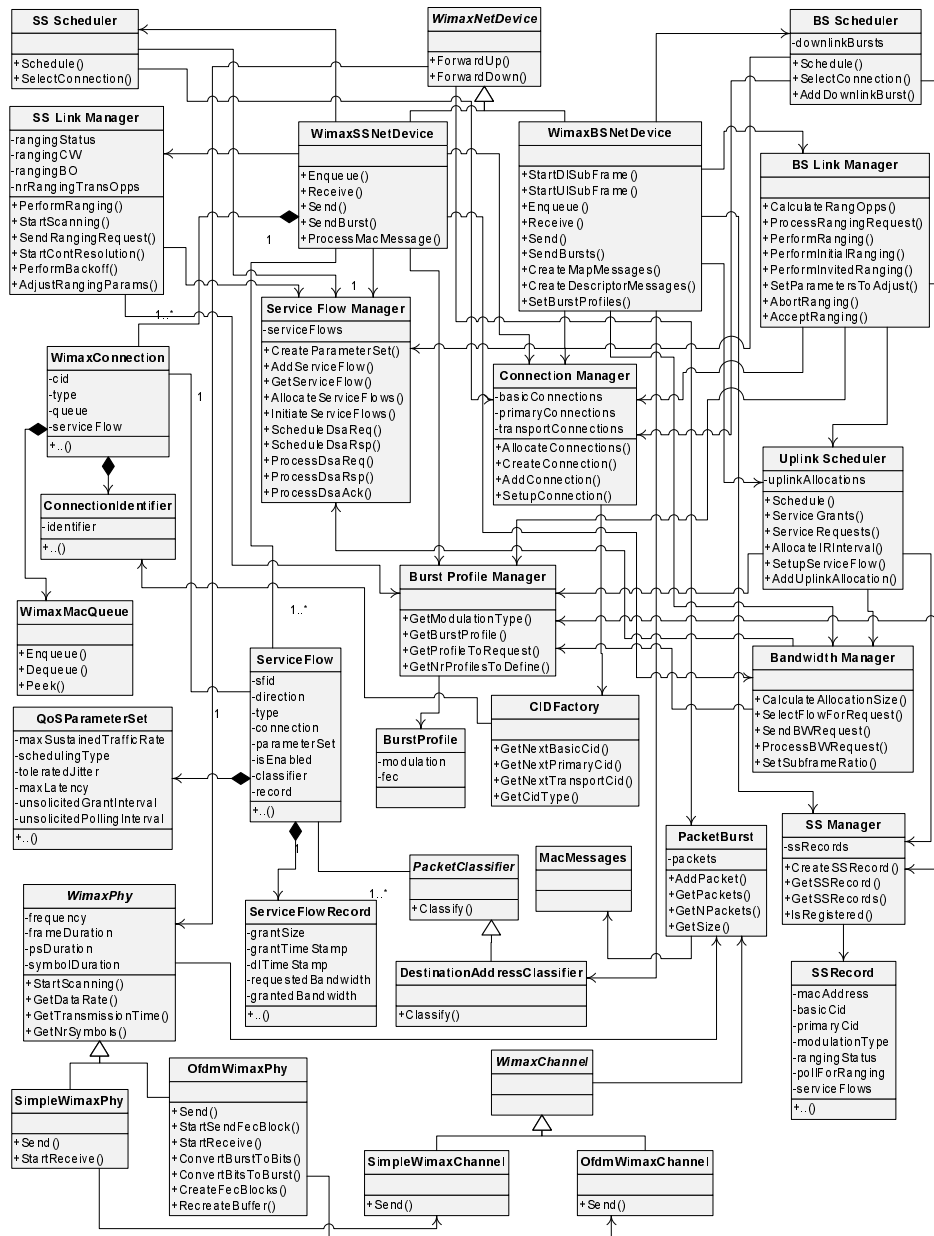 SS Scheduler
+Schedule()
+SelectConnection()
WimaxNetDevice
+ForwardUp()
+ForwardDown()
BS Scheduler
-downlinkBursts
+Schedule()
+SelectConnection()
+AddDownlinkBurst()
SS Link Manager
-rangingStatus
-rangingCW
-rangingBO
-nrRangingTransOpps
+PerformRanging()
+StartScanning()
+SendRangingRequest()
+StartContResolution()
+PerformBackoff()
+AdjustRangingParams()
WimaxSSNetDevice
+Enqueue()
+Receive()
+Send()
+SendBurst()
+ProcessMacMessage()
WimaxBSNetDevice
+StartDlSubFrame()
+StartUlSubFrame()
+Enqueue()
+Receive()
+Send()
+SendBursts()
+CreateMapMessages()
+CreateDescriptorMessages()
+SetBurstProfiles()
BS Link Manager
+CalculateRangOpps()
+ProcessRangingRequest()
+PerformRanging()
+PerformInitialRanging()
+PerformInvitedRanging()
+SetParametersToAdjust()
+AbortRanging()
+AcceptRanging()
1
1
1..*
Service Flow Manager
-serviceFlows
+CreateParameterSet()
+AddServiceFlow()
+GetServiceFlow()
+AllocateServiceFlows()
+InitiateServiceFlows()
+ScheduleDsaReq()
+ScheduleDsaRsp()
+ProcessDsaReq()
+ProcessDsaRsp()
+ProcessDsaAck()
WimaxConnection
-cid
-type
-queue
-serviceFlow
+..()
1
Connection Manager
-basicConnections
-primaryConnections
-transportConnections
+AllocateConnections()
+CreateConnection()
+AddConnection()
+SetupConnection()
Uplink Scheduler
-uplinkAllocations
+Schedule()
+ServiceGrants()
+ServiceRequests()
+AllocateIRInterval()
+SetupServiceFlow()
+AddUplinkAllocation()
ConnectionIdentifier
-identifier
+..()
Burst Profile Manager
+GetModulationType()
+GetBurstProfile()
+GetProfileToRequest()
+GetNrProfilesToDefine()
WimaxMacQueue
+Enqueue()
+Dequeue()
+Peek()
1..*
ServiceFlow
-sfid
-direction
-type
-connection
-parameterSet
-isEnabled
-classifier
-record
+..()
Bandwidth Manager
+CalculateAllocationSize()
+SelectFlowForRequest()
+SendBWRequest()
+ProcessBWRequest()
+SetSubframeRatio()
QoSParameterSet
-maxSustainedTrafficRate
-schedulingType
-toleratedJitter
-maxLatency
-unsolicitedGrantInterval
-unsolicitedPollingInterval
+..()
1
BurstProfile
-modulation
-fec
CIDFactory
+GetNextBasicCid()
+GetNextPrimaryCid()
+GetNextTransportCid()
+GetCidType()
SS Manager
-ssRecords
+CreateSSRecord()
+GetSSRecord()
+GetSSRecords()
+IsRegistered()
PacketBurst
-packets
+AddPacket()
+GetPackets()
+GetNPackets()
+GetSize()
MacMessages
PacketClassifier
+Classify()
1
1..*
WimaxPhy
-frequency
-frameDuration
-psDuration
-symbolDuration
+StartScanning()
+GetDataRate()
+GetTransmissionTime()
+GetNrSymbols()
ServiceFlowRecord
-grantSize
-grantTimeStamp
-dlTimeStamp
-requestedBandwidth
-grantedBandwidth
+..()
DestinationAddressClassifier
+Classify()
SSRecord
-macAddress
-basicCid
-primaryCid
-modulationType
-rangingStatus
-pollForRanging
-serviceFlows
+..()
SimpleWimaxPhy
+Send()
+StartReceive()
OfdmWimaxPhy
+Send()
+StartSendFecBlock()
+StartReceive()
+ConvertBurstToBits()
+ConvertBitsToBurst()
+CreateFecBlocks()
+RecreateBuffer()
WimaxChannel
SimpleWimaxChannel
+Send()
OfdmWimaxChannel
+Send()